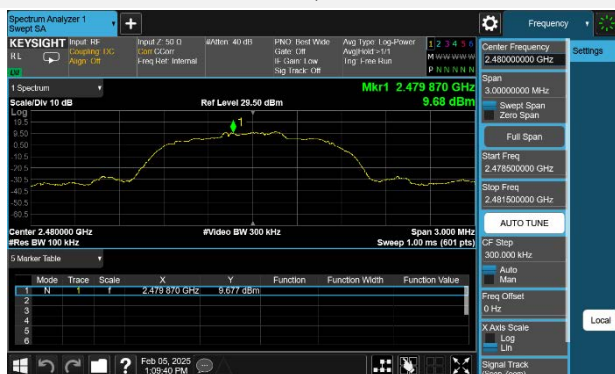 Spectrum Analyzer 1
Swept SA
+
Frequency
KEYSIGHT
RL
Input: RF
Coupling: DC
Align: Off
Input Z: 50 Ω
Corr CCorr
Freq Ref: Internal
#Atten: 40 dB
PNO: Best Wide
Gate: Off
IF Gain: Low
Sig Track: Off
Avg Type: Log-Power
Avg|Hold:>1/1
Trig: Free Run
1 2 3 4 5 6
M W W W W W
P N N N N N
LW
1 Spectrum
Scale/Div 10 dB
Ref Level 29.50 dBm
Mkr1 2.479 870 GHz
9.68 dBm
Log
19.5
9.50
-0.50
-10.5
-20.5
-30.5
-40.5
-50.5
-60.5
1
Center 2.480000 GHz
#Res BW 100 kHz
#Video BW 300 kHz
Span 3.000 MHz
Sweep 1.00 ms (601 pts)
5 Marker Table
Mode Trace Scale X Y Function Function Width Function Value
1 N 1 f 2.479 870 GHz 9.677 dBm
2
3
4
5
6
Feb 05, 2025
1:09:40 PM
?
Center Frequency
2.480000000 GHz
Settings
Span
3.00000000 MHz
Swept Span
Zero Span
Full Span
Start Freq
2.478500000 GHz
Stop Freq
2.481500000 GHz
AUTO TUNE
CF Step
300.000 kHz
Auto
Man
Freq Offset
0 Hz
X Axis Scale
Log
Lin
Signal Track
(Span Zoom)
Local